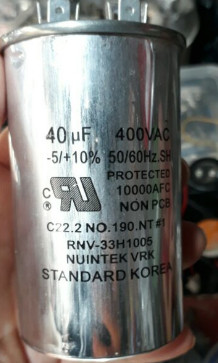 40 µF 400VAC
-5/+10% 50/60Hz.SH
PROTECTED
10000AFC
NON PCB
C ® RU
C22.2 NO.190.NT #1
RNV-33H1005
NUINTEK VRK
STANDARD KOREA